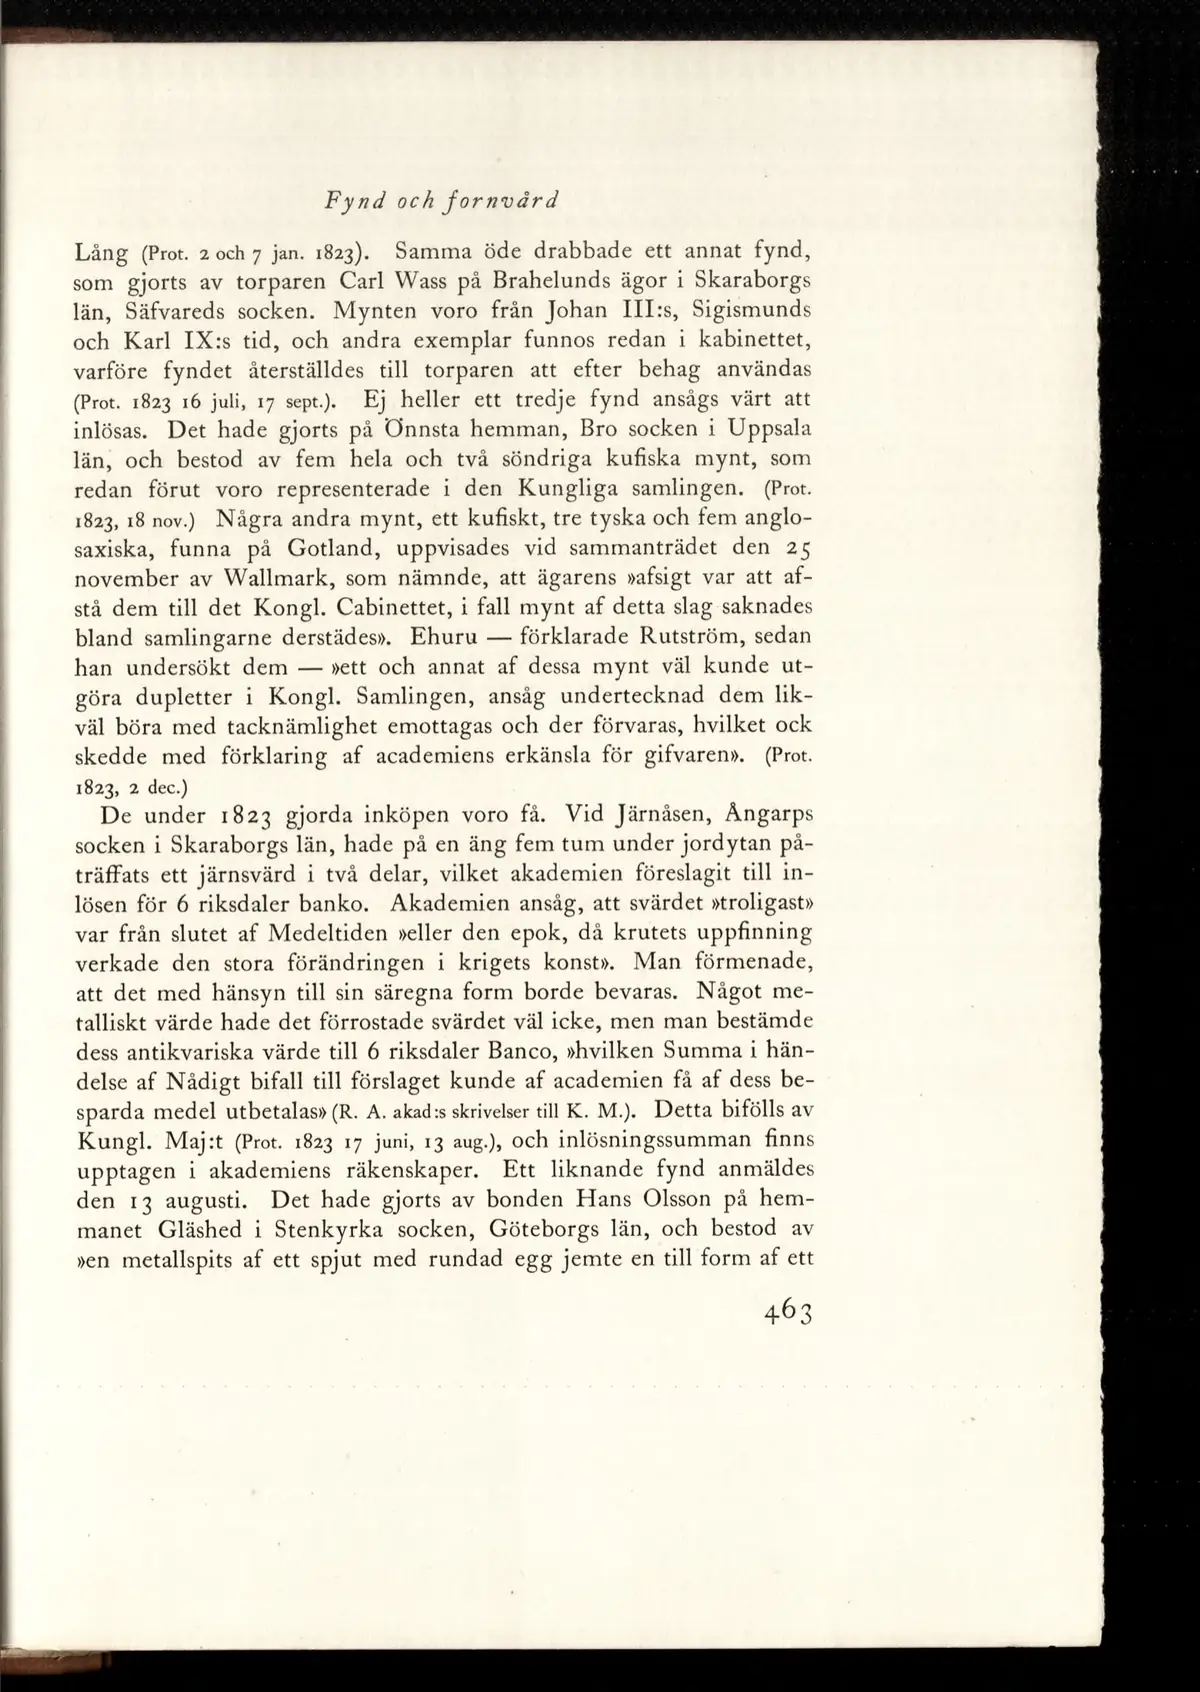 Fynd och fornvård
Lång (Prot. 2 och 7 jan. 1823). Samma öde drabbade ett annat fynd,
som gjorts av torparen Carl Wass på Brahelunds ägor i Skaraborgs
län, Säfvareds socken. Mynten voro från Johan III:s, Sigismunds
och Karl IX:s tid, och andra exemplar funnos redan i kabinettet,
varföre fyndet återställdes till torparen att efter behag användas
(Prot. 1823 16 juli, 17 sept.). Ej heller ett tredje fynd ansågs värt att
inlösas. Det hade gjorts på Önnsta hemman, Bro socken i Uppsala
län, och bestod av fem hela och två söndriga kufiska mynt, som
redan förut voro representerade i den Kungliga samlingen. (Prot.
1823, 18 nov.) Några andra mynt, ett kufiskt, tre tyska och fem anglo-
saxiska, funna på Gotland, uppvisades vid sammanträdet den 25
november av Wallmark, som nämnde, att ägarens »afsigt var att af-
stå dem till det Kongl. Cabinettet, i fall mynt af detta slag saknades
bland samlingarne derstädes». Ehuru — förklarade Rutström, sedan
han undersökt dem — »ett och annat af dessa mynt väl kunde ut-
göra dupletter i Kongl. Samlingen, ansåg undertecknad dem lik-
väl böra med tacknämlighet emottagas och der förvaras, hvilket ock
skedde med förklaring af academiens erkänsla för gifvaren». (Prot.
1823, 2 dec.)
De under 1823 gjorda inköpen voro få. Vid Järnåsen, Ångarps
socken i Skaraborgs län, hade på en äng fem tum under jordytan på-
träffats ett järnsvärd i två delar, vilket akademien föreslagit till in-
lösen för 6 riksdaler banko. Akademien ansåg, att svärdet »troligast»
var från slutet af Medeltiden »eller den epok, då krutets uppfinning
verkade den stora förändringen i krigets konst». Man förmenade,
att det med hänsyn till sin säregna form borde bevaras. Något me-
talliskt värde hade det förrostade svärdet väl icke, men man bestämde
dess antikvariska värde till 6 riksdaler Banco, »hvilken Summa i hän-
delse af Nådigt bifall till förslaget kunde af academien få af dess be-
sparda medel utbetalas» (R. A. akad:s skrivelser till K. M.). Detta bifölls av
Kungl. Maj:t (Prot. 1823 17 juni, 13 aug.), och inlösningssumman finns
upptagen i akademiens räkenskaper. Ett liknande fynd anmäldes
den 13 augusti. Det hade gjorts av bonden Hans Olsson på hem-
manet Gläshed i Stenkyrka socken, Göteborgs län, och bestod av
»en metallspits af ett spjut med rundad egg jemte en till form af ett
463